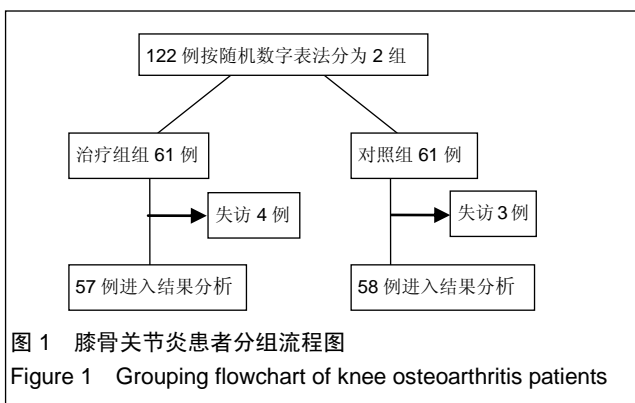 122 例按随机数字表法分为 2 组
治疗组组 61 例
对照组 61 例
失访 4 例
失访 3 例
57 例进入结果分析
58 例进入结果分析
图 1 膝骨关节炎患者分组流程图
Figure 1 Grouping flowchart of knee osteoarthritis patients